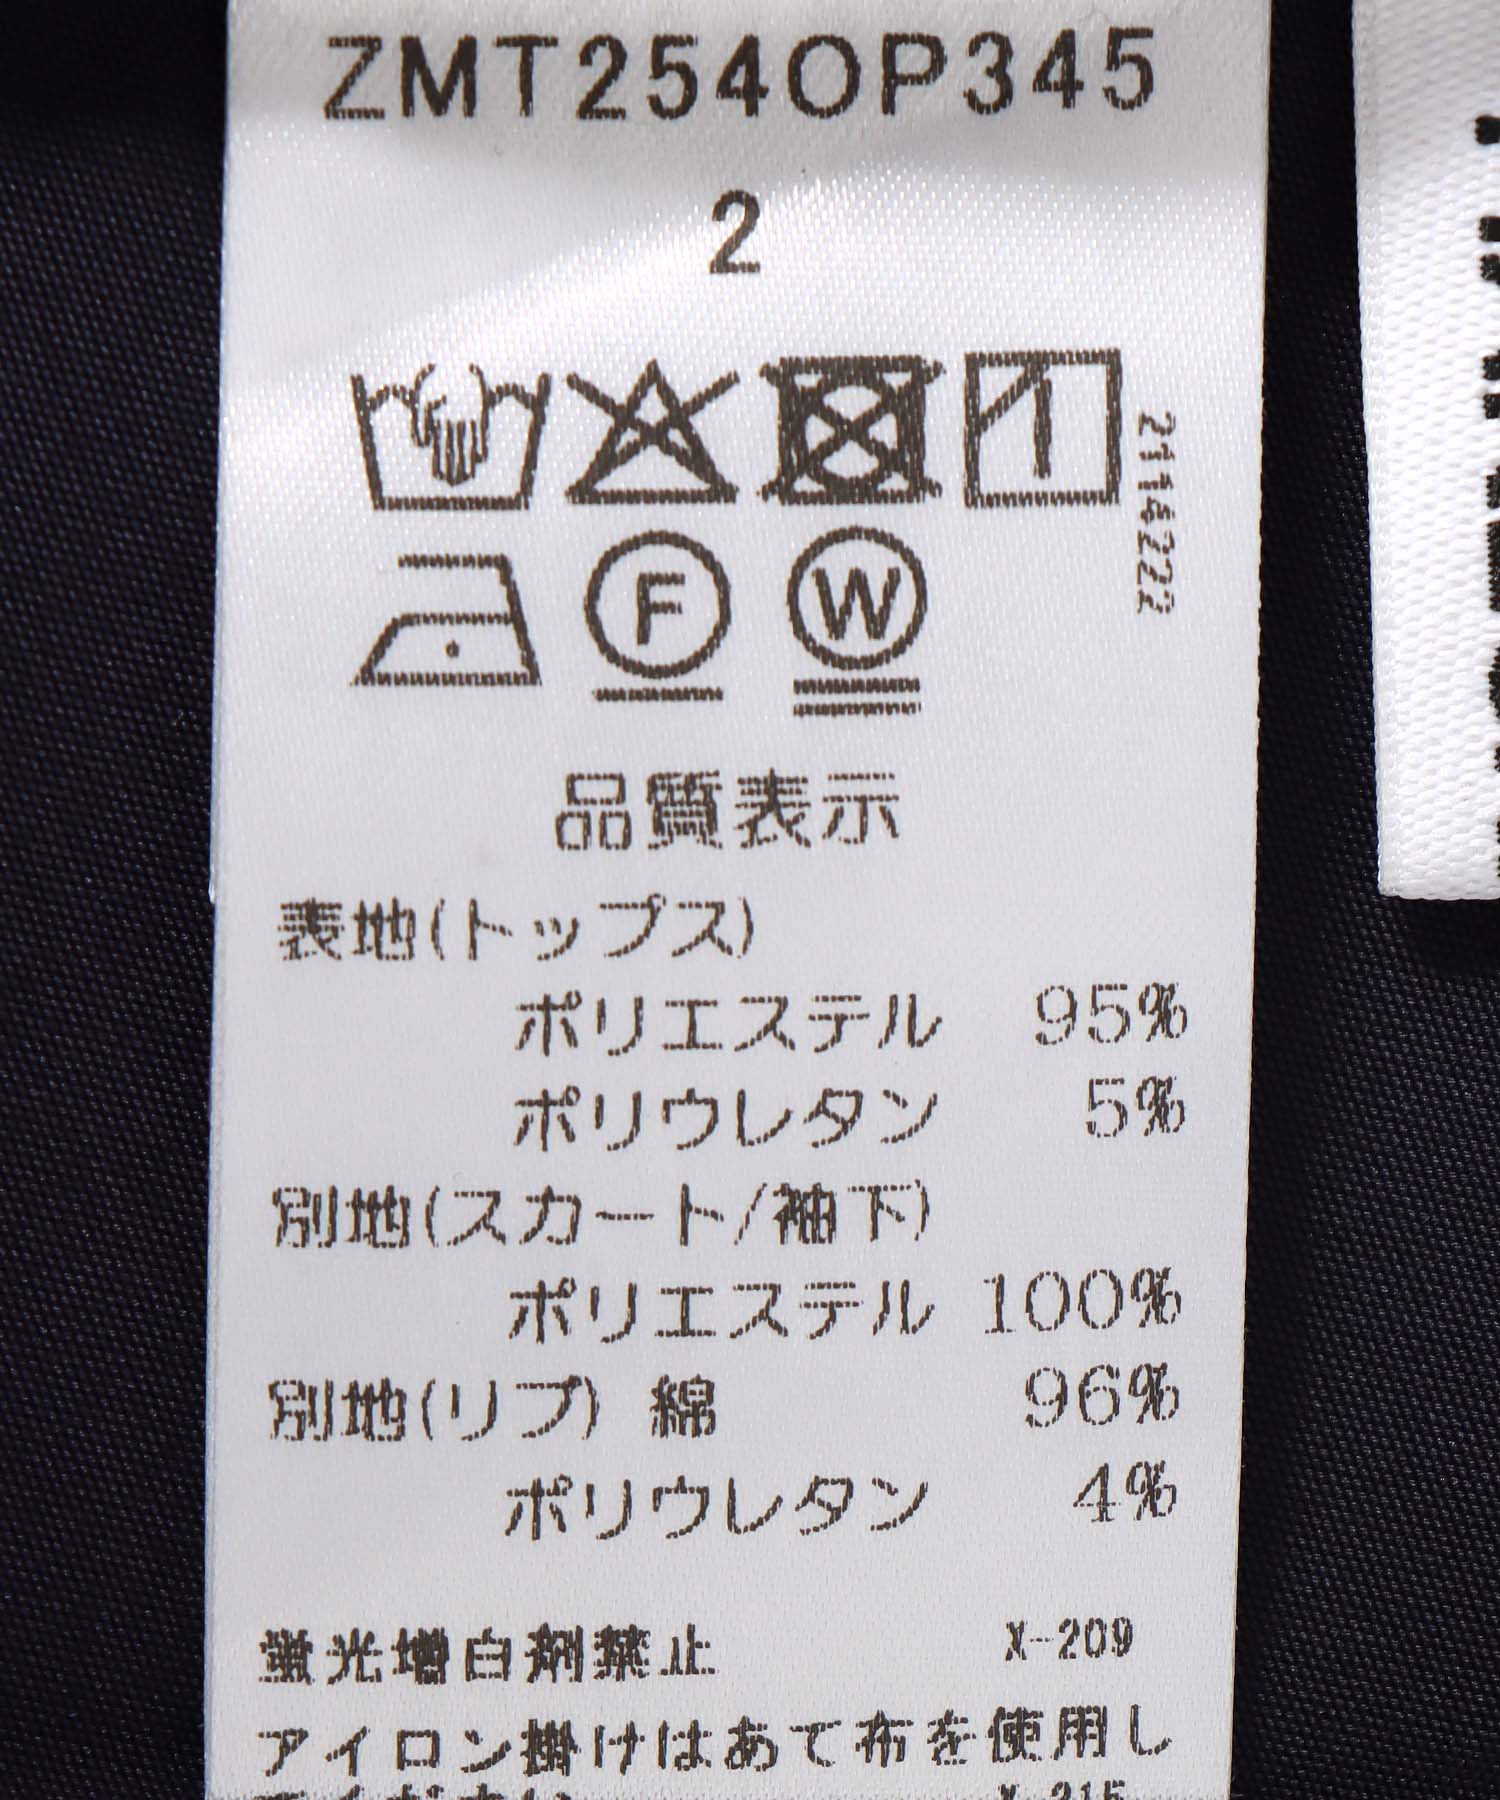 ZMT254OP345
2
2114222
F W
品質表示
表地(トップス)
ポリエステル 95%
ポリウレタン 5%
別地(スカート/袖下)
ポリエステル 100%
別地(リブ) 綿 96%
ポリウレタン 4%
蛍光増白剤禁止 X-209
アイロン掛けはあて布を使用し